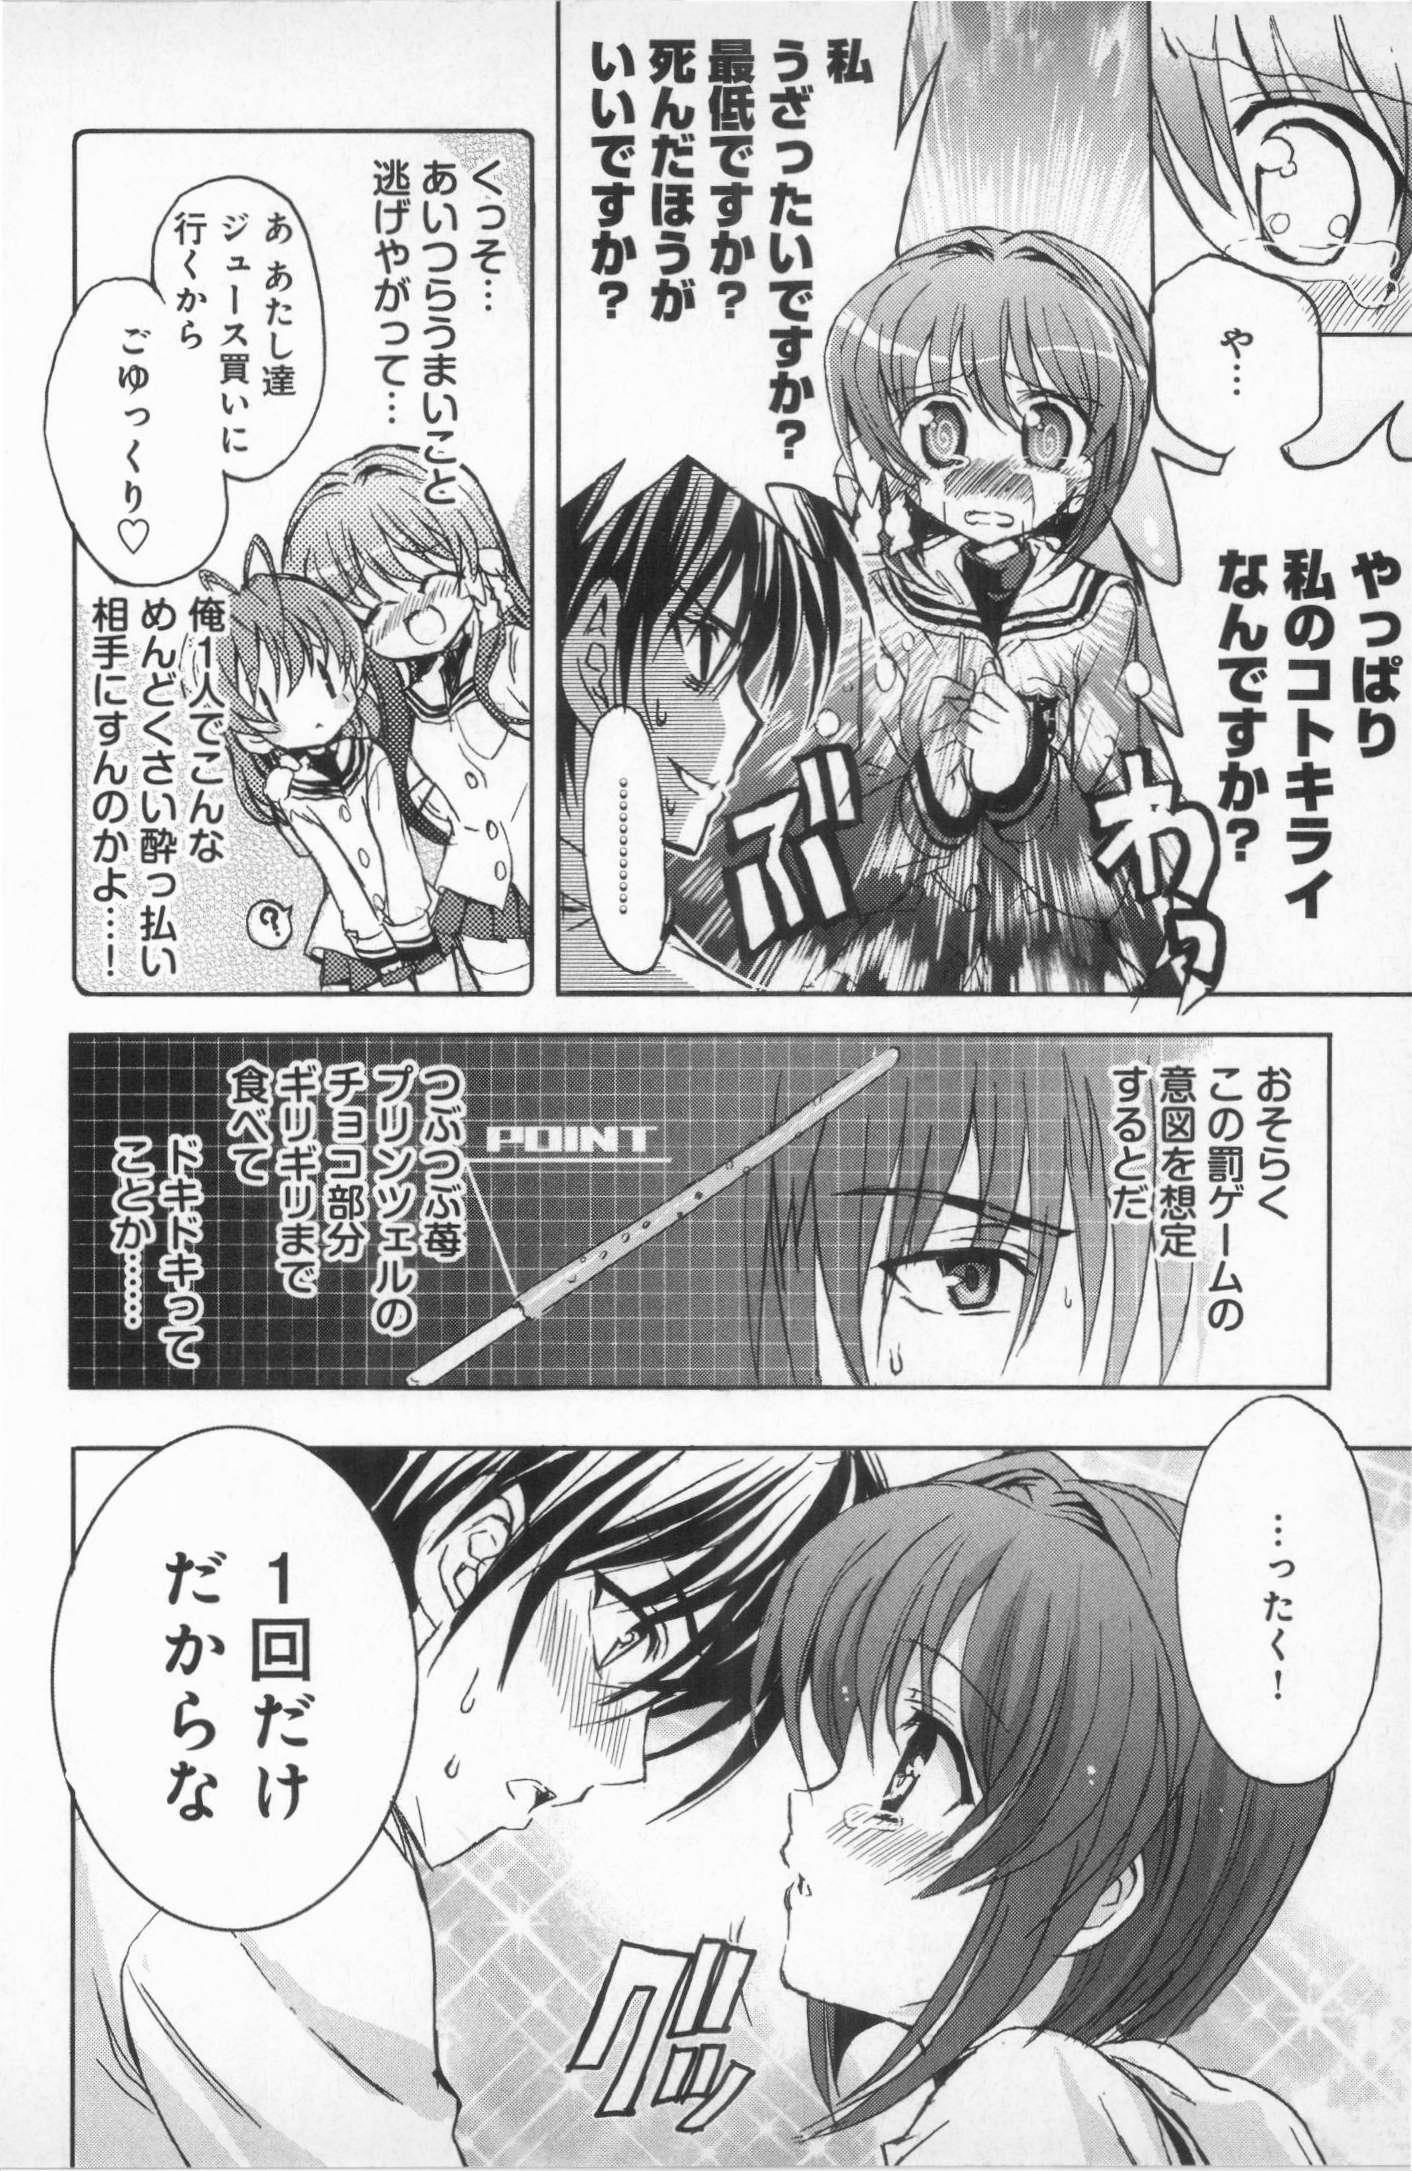 や…
やっぱり
私のコトキライ
なんですか?
私
うざったいですか?
最低ですか?
死んだほうが
いいですか?
わっ
ブ
…………
くっそ…
あいつらうまいこと
逃げやがって…
あ あたし達
ジュース買いに
行くから
ごゆっくり♡
?
俺1人でこんな
めんどくさい酔っ払い
相手にすんのかよ…!
おそらく
この罰ゲームの
意図を想定
するとだ
POINT
つぶつぶ苺
プリンツェルの
チョコ部分
ギリギリまで
食べて
ドキドキって
ことか……
…ったく!
グッ
1回だけ
だからな